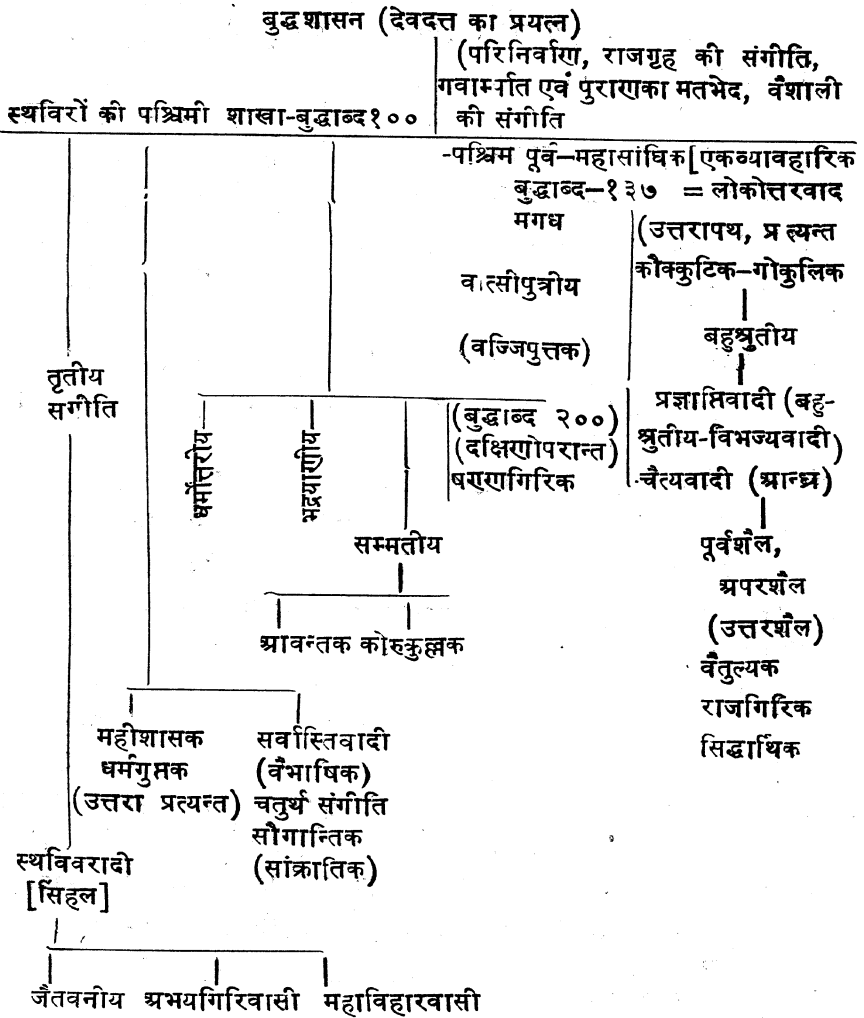 बुद्धशासन (देवदत्त का प्रयत्न)
(परिनिर्वाण, राजगृह की संगीति,
गवाम्पति एवं पुराणका मतभेद, वैशाली
की संगीति
स्थविरों की पश्चिमी शाखा-बुद्धाब्द१००
-पश्चिम पूर्व-महासांघिक[एकव्यावहारिक
बुद्धाब्द-१३७ =लोकोत्तरवाद
मगध
(उत्तरापथ, प्रत्यन्त
कौक्कुटिक-गोकुलिक
वात्सीपुत्रीय
(वज्जिपुत्तक)
बहुश्रुतीय
तृतीय
सगीति
प्रज्ञाप्तिवादी (बहु-
श्रुतीय-विभज्यवादी)
-चैत्यवादी (आन्ध्र)
(बुद्धाब्द २००)
(दक्षिणोपरान्त)
षण्णगिरिक
धर्मोत्तरीय
भद्रयाणीय
सम्मतीय
पूर्वशैल,
अपरशैल
(उत्तरशैल)
वैतुल्यक
राजगिरिक
सिद्धार्थिक
आवन्तक कोरुकुल्लक
महीशासक
धर्मगुप्तक
(उत्तरा प्रत्यन्त)
सर्वास्तिवादी
(वैभाषिक)
चतुर्थ संगीति
सौगान्तिक
(सांक्रातिक)
स्थविवरादी
[सिंहल]
जैतवनीय अभयगिरिवासी महाविहारवासी